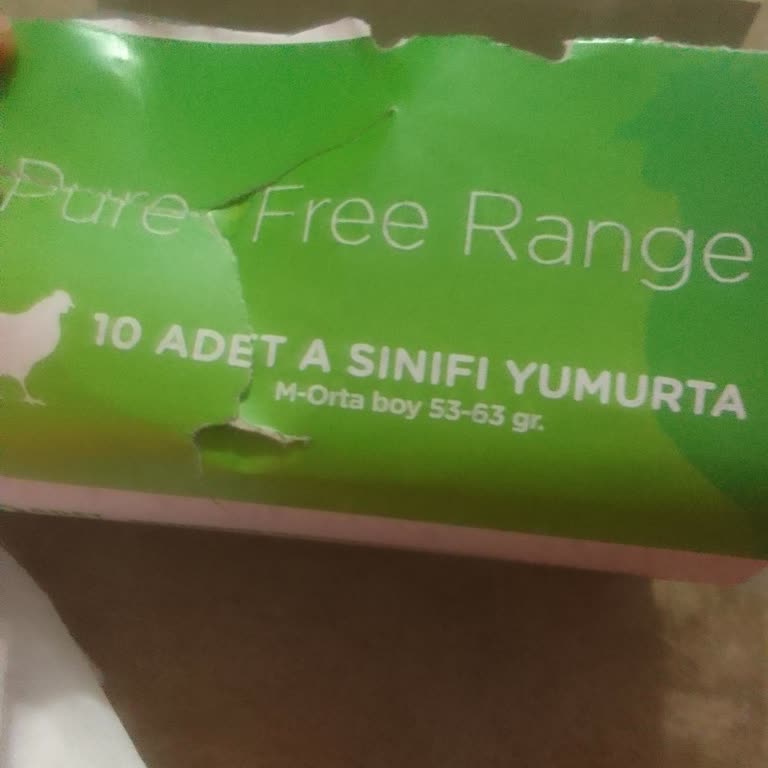 Pure Free Range
10 ADET A SINIFI YUMURTA
M-Orta boy 53-63 gr.